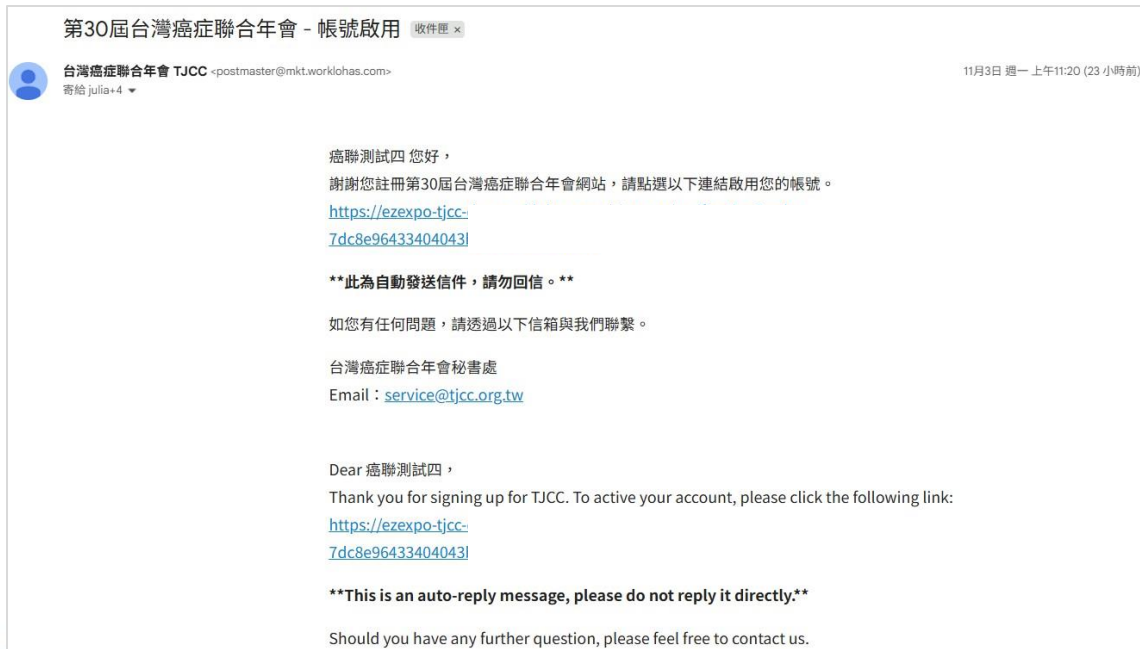 第30屆台灣癌症聯合年會 - 帳號啟用 收件匣 ×
台灣癌症聯合年會 TJCC <postmaster@mkt.worklohas.com>
11月3日 週一 上午11:20 (23 小時前)
寄給 julia+4
癌聯測試四 您好，
謝謝您註冊第30屆台灣癌症聯合年會網站，請點選以下連結啟用您的帳號。
https://ezexpo-tjcc-
7dc8e96433404043
**此為自動發送信件，請勿回信。**
如您有任何問題，請透過以下信箱與我們聯繫。
台灣癌症聯合年會秘書處
Email：service@tjcc.org.tw
Dear 癌聯測試四，
Thank you for signing up for TJCC. To active your account, please click the following link:
https://ezexpo-tjcc-
7dc8e96433404043
**This is an auto-reply message, please do not reply it directly.**
Should you have any further question, please feel free to contact us.